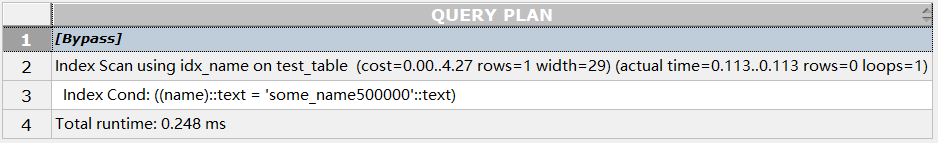 QUERY PLAN
1 [Bypass]
2 Index Scan using idx_name on test_table (cost=0.00..4.27 rows=1 width=29) (actual time=0.113..0.113 rows=0 loops=1)
3 Index Cond: ((name)::text = 'some_name500000'::text)
4 Total runtime: 0.248 ms